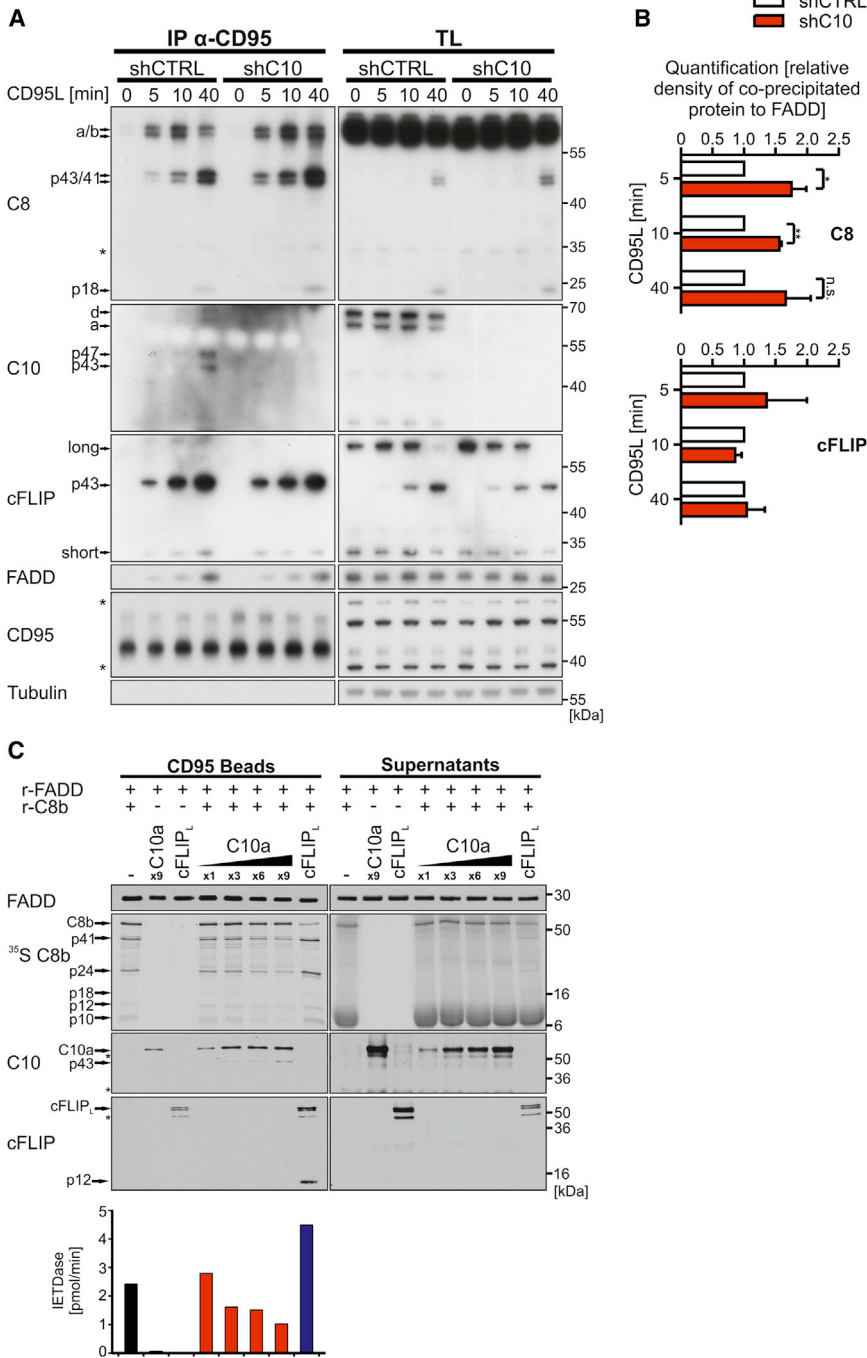 A
IP α-CD95
TL
shCTRL
shC10
shCTRL
shC10
CD95L [min]
0 5 10 40 0 5 10 40
0 5 10 40 0 5 10 40
C8
a/b
p43/41
*
p18
55
40
35
25
C10
d
a
p47
p43
70
55
40
cFLIP
long
p43
short
55
40
35
FADD
25
CD95
*
*
55
40
Tubulin
55
[kDa]
B
shCTRL
shC10
Quantification [relative
density of co-precipitated
protein to FADD]
0 0.5 1.0 1.5 2.0 2.5
CD95L [min]
5
10
40
*
**
n.s.
C8
0 0.5 1.0 1.5 2.0 2.5
CD95L [min]
5
10
40
cFLIP
C
CD95 Beads
Supernatants
r-FADD + + + + + + + +
+ + + + + + + +
r-C8b + - - + + + + +
+ - - + + + + +
- x9 C10a cFLIPL C10a x1 x3 x6 x9 cFLIPL
- x9 C10a cFLIPL C10a x1 x3 x6 x9 cFLIPL
FADD
30
35S C8b
C8b
p41
p24
p18
p12
p10
50
16
6
C10
C10a
*
p43
*
50
36
cFLIP
cFLIPL
*
p12
50
36
16
[kDa]
IETDase
[pmol/min]
5
4
3
2
1
0